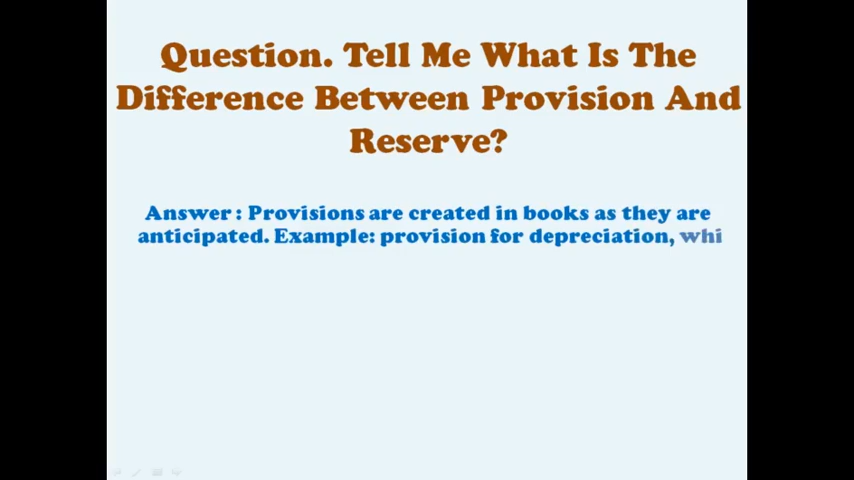 Question. Tell Me What Is The
Difference Between Provision And
Reserve?
Answer : Provisions are created in books as they are
anticipated. Example: provision for depreciation, whi